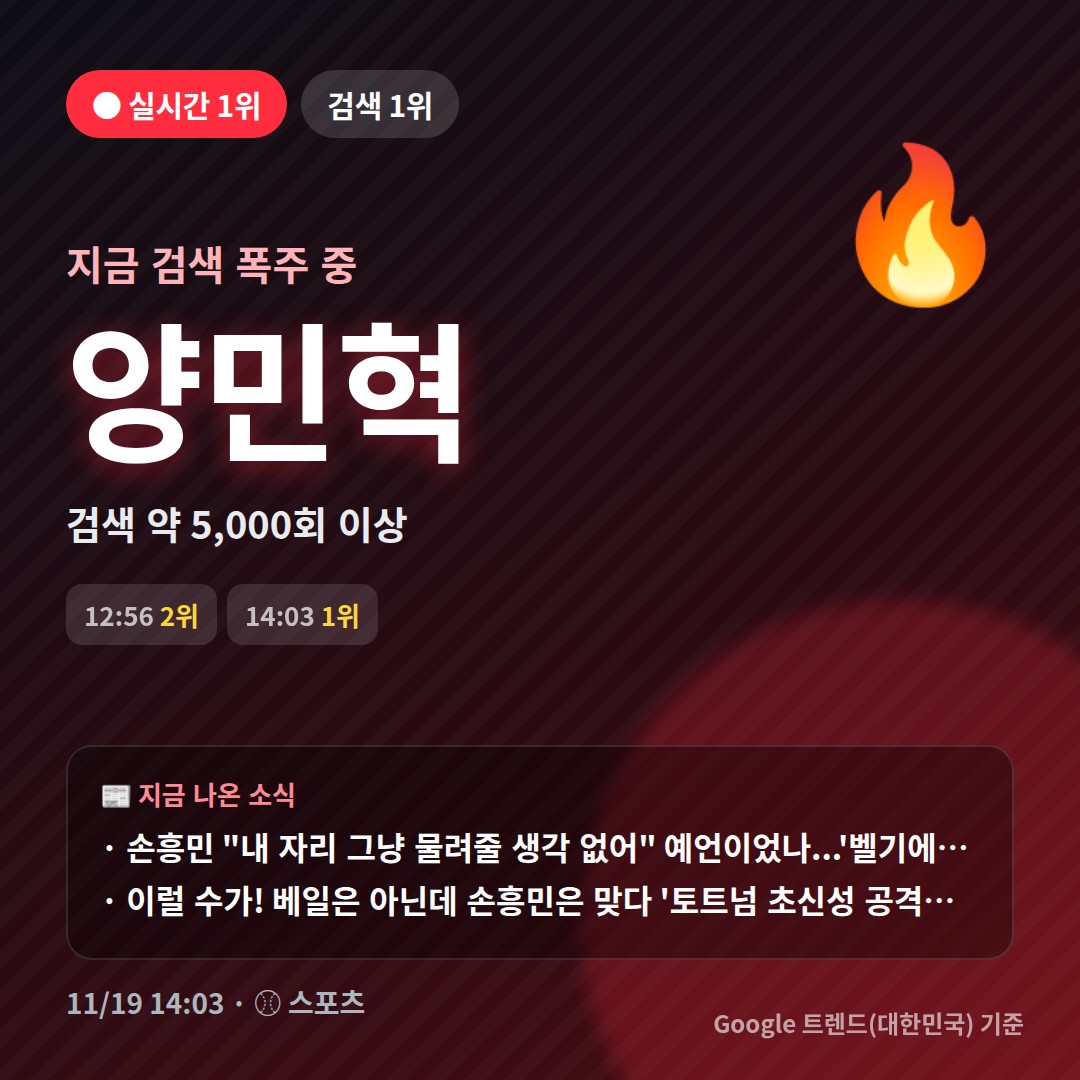 실시간 1위
검색 1위
지금 검색 폭주 중
양민혁
검색 약 5,000회 이상
12:56 2위
14:03 1위
지금 나온 소식
· 손흥민 "내 자리 그냥 물려줄 생각 없어" 예언이었나...'벨기에…
· 이럴 수가! 베일은 아닌데 손흥민은 맞다 '토트넘 초신성 공격…
11/19 14:03 · 스포츠
Google 트렌드(대한민국) 기준